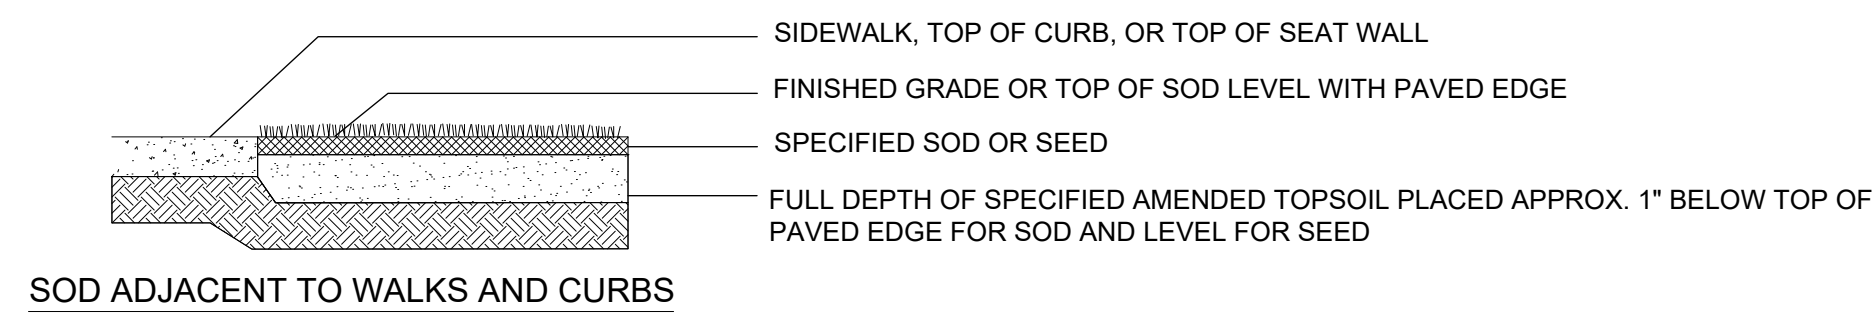 SIDEWALK, TOP OF CURB, OR TOP OF SEAT WALL
FINISHED GRADE OR TOP OF SOD LEVEL WITH PAVED EDGE
SPECIFIED SOD OR SEED
FULL DEPTH OF SPECIFIED AMENDED TOPSOIL PLACED APPROX. 1" BELOW TOP OF
PAVED EDGE FOR SOD AND LEVEL FOR SEED
SOD ADJACENT TO WALKS AND CURBS